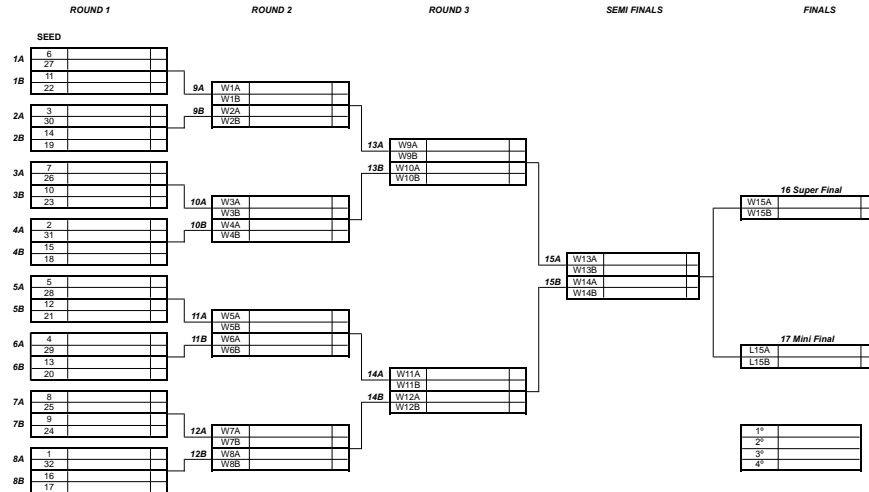 ROUND 1 ROUND 2 ROUND 3 SEMI FINALS FINALS
SEED
1A 6
27
1B 11
22
2A 3
30
2B 14
19
3A 7
26
3B 10
23
4A 2
31
4B 15
18
5A 5
28
5B 12
21
6A 4
29
6B 13
20
7A 8
25
7B 9
24
8A 1
32
8B 16
17
9A W1A
W1B
9B W2A
W2B
10A W3A
W3B
10B W4A
W4B
11A W5A
W5B
11B W6A
W6B
12A W7A
W7B
12B W8A
W8B
13A W9A
W9B
13B W10A
W10B
14A W11A
W11B
14B W12A
W12B
15A W13A
W13B
15B W14A
W14B
16 Super Final
W15A
W15B
17 Mini Final
L15A
L15B
1º
2º
3º
4º